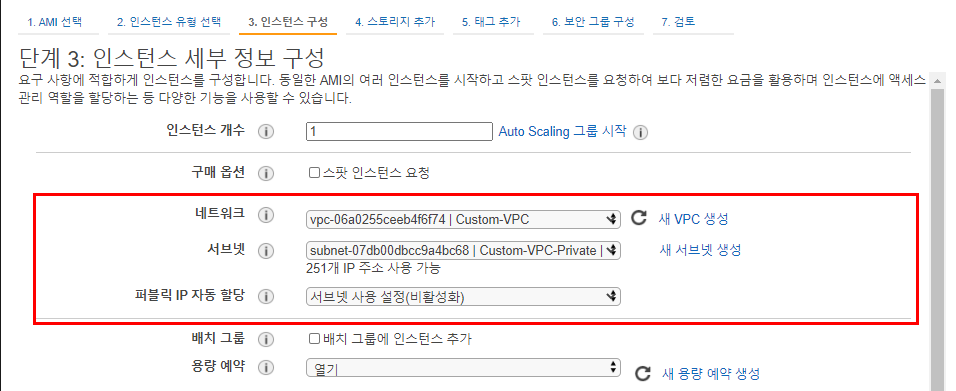 1. AMI 선택 2. 인스턴스 유형 선택 3. 인스턴스 구성 4. 스토리지 추가 5. 태그 추가 6. 보안 그룹 구성 7. 검토
단계 3: 인스턴스 세부 정보 구성
요구 사항에 적합하게 인스턴스를 구성합니다. 동일한 AMI의 여러 인스턴스를 시작하고 스팟 인스턴스를 요청하여 보다 저렴한 요금을 활용하며 인스턴스에 액세스
관리 역할을 할당하는 등 다양한 기능을 사용할 수 있습니다.
인스턴스 개수 1 Auto Scaling 그룹 시작
구매 옵션 스팟 인스턴스 요청
네트워크 vpc-06a0255ceeb4f6f74 | Custom-VPC 새 VPC 생성
서브넷 subnet-07db00dbcc9a4bc68 | Custom-VPC-Private | 새 서브넷 생성
251개 IP 주소 사용 가능
퍼블릭 IP 자동 할당 서브넷 사용 설정(비활성화)
배치 그룹 배치 그룹에 인스턴스 추가
용량 예약 열기 새 용량 예약 생성